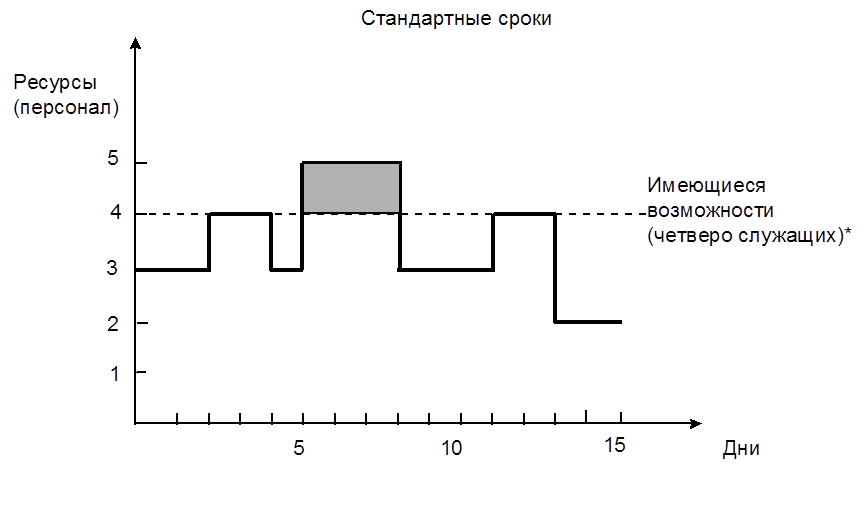 Стандартные сроки
Ресурсы
(персонал)
5
4
3
2
1
Имеющиеся
возможности
(четверо служащих)*
5
10
15
Дни